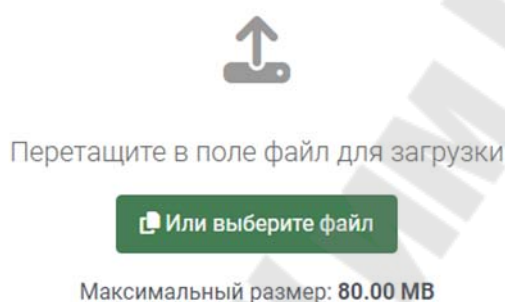 Перетащите в поле файл для загрузки
Или выберите файл
Максимальный размер: 80.00 MB